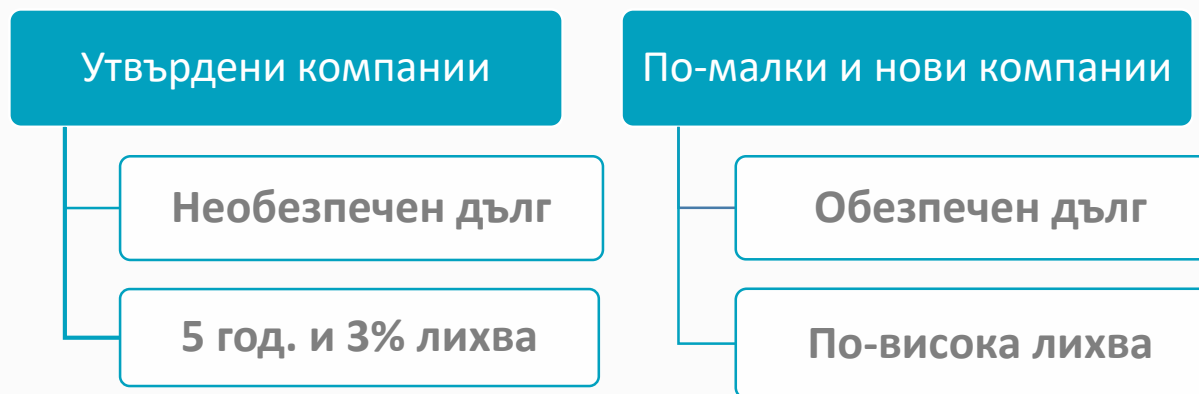 Утвърдени компании
Необезпечен дълг
5 год. и 3% лихва
По-малки и нови компании
Обезпечен дълг
По-висока лихва